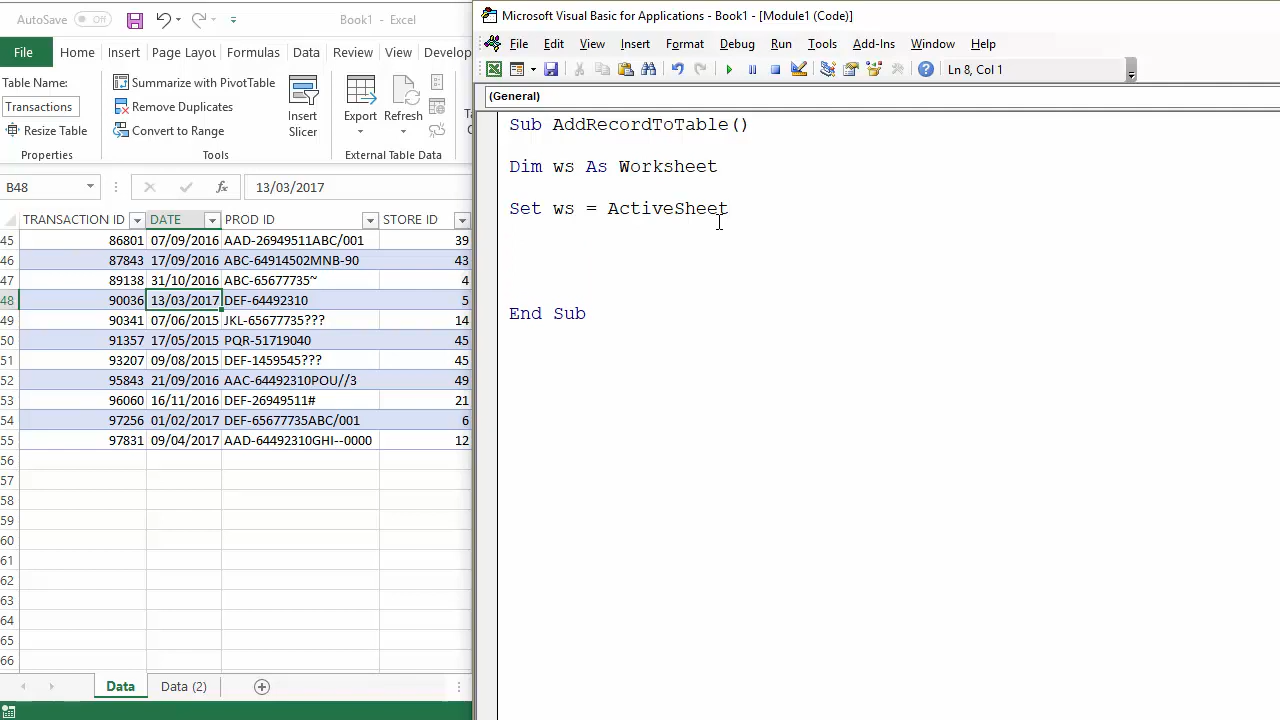 AutoSave Off Book1 - Excel
File Home Insert Page Layou Formulas Data Review View Develop
Table Name:
Transactions
Resize Table
Properties
Summarize with PivotTable
Remove Duplicates
Convert to Range
Tools
Insert
Slicer
Export
Refresh
External Table Data
B48 fx 13/03/2017
TRANSACTION ID DATE PROD ID STORE ID
45 86801 07/09/2016 AAD-26949511ABC/001 39
46 87843 17/09/2016 ABC-64914502MNB-90 43
47 89138 31/10/2016 ABC-65677735~ 4
48 90036 13/03/2017 DEF-64492310 5
49 90341 07/06/2015 JKL-65677735??? 14
50 91357 17/05/2015 PQR-51719040 45
51 93207 09/08/2015 DEF-1459545??? 45
52 95843 21/09/2016 AAC-64492310POU//3 49
53 96060 16/11/2016 DEF-26949511# 21
54 97256 01/02/2017 DEF-65677735ABC/001 6
55 97831 09/04/2017 AAD-64492310GHI--0000 12
56
57
58
59
60
61
62
63
64
65
66
Data Data (2)
Microsoft Visual Basic for Applications - Book1 - [Module1 (Code)]
File Edit View Insert Format Debug Run Tools Add-Ins Window Help
Ln 8, Col 1
(General)
Sub AddRecordToTable()
Dim ws As Worksheet
Set ws = ActiveSheet
End Sub